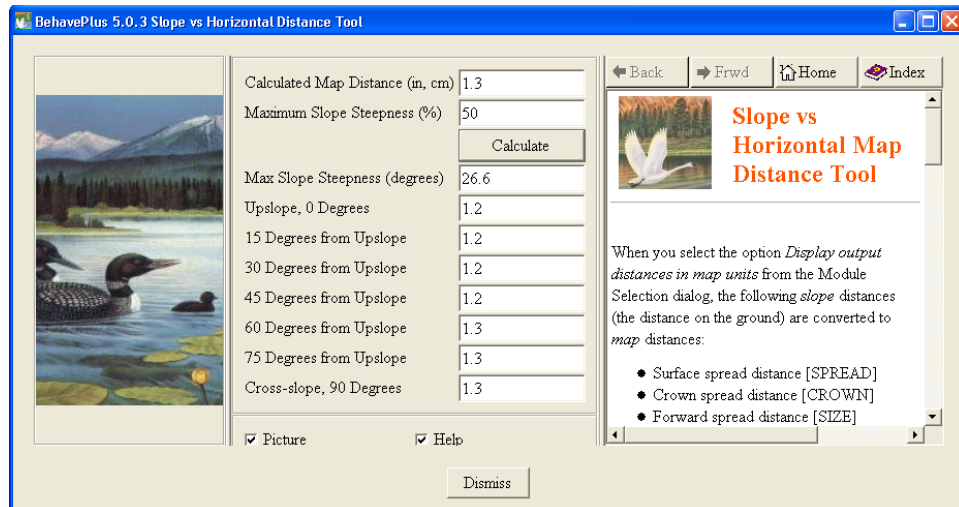 BehavePlus 5.0.3 Slope vs Horizontal Distance Tool
Calculated Map Distance (in, cm) 1.3
Maximum Slope Steepness (%) 50
Calculate
Max Slope Steepness (degrees) 26.6
Upslope, 0 Degrees 1.2
15 Degrees from Upslope 1.2
30 Degrees from Upslope 1.2
45 Degrees from Upslope 1.2
60 Degrees from Upslope 1.3
75 Degrees from Upslope 1.3
Cross-slope, 90 Degrees 1.3
Picture Help
Back Frwd Home Index
Slope vs
Horizontal Map
Distance Tool
When you select the option Display output
distances in map units from the Module
Selection dialog, the following slope distances
(the distance on the ground) are converted to
map distances:
Surface spread distance [SPREAD]
Crown spread distance [CROWN]
Forward spread distance [SIZE]
Dismiss